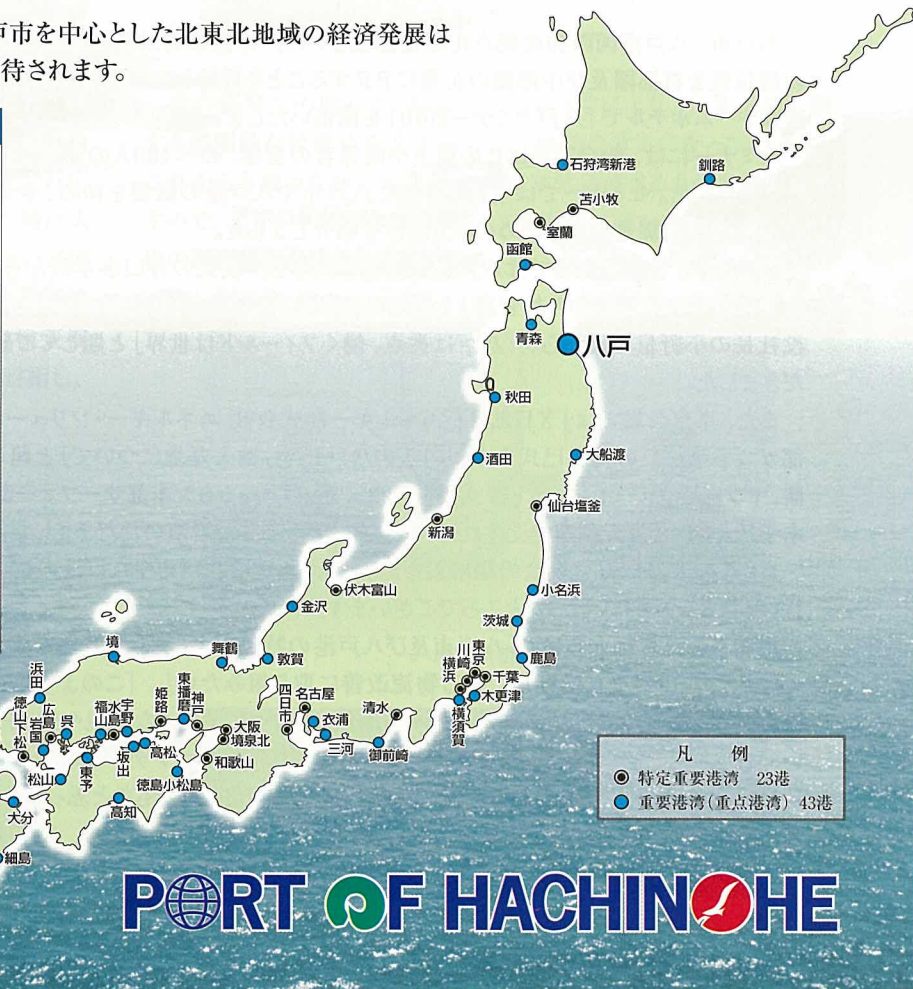 戸市を中心とした北東北地域の経済発展は
待されます。
石狩湾新港
釧路
苫小牧
室蘭
函館
青森
八戸
秋田
酒田
大船渡
仙台塩釜
新潟
伏木富山
小名浜
金沢
茨城
鹿島
境
舞鶴
敦賀
東京
川崎
横浜
千葉
木更津
横須賀
浜田
徳山下松
広島
岩国
呉
福山
水島
宇野
姫路
東播磨
神戸
四日市
名古屋
衣浦
清水
大阪
境泉北
和歌山
三河
御前崎
松山
東予
坂出
高松
徳島小松島
大分
高知
細島
凡 例
特定重要港湾 23港
重要港湾(重点港湾) 43港
PORT OF HACHINOHE